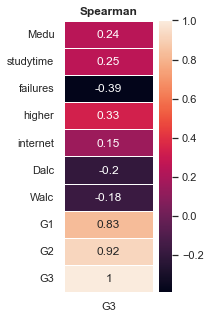 Spearman
Medu 0.24
studytime 0.25
failures -0.39
higher 0.33
internet 0.15
Dalc -0.2
Walc -0.18
G1 0.83
G2 0.92
G3 1
G3
1.0
0.8
0.6
0.4
0.2
0.0
−0.2